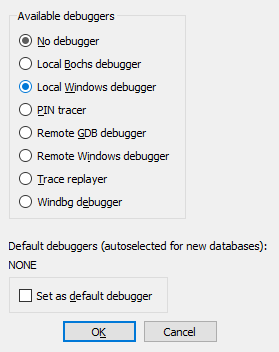 Available debuggers
No debugger
Local Bochs debugger
Local Windows debugger
PIN tracer
Remote GDB debugger
Remote Windows debugger
Trace replayer
Windbg debugger
Default debuggers (autoselected for new databases):
NONE
Set as default debugger
OK Cancel